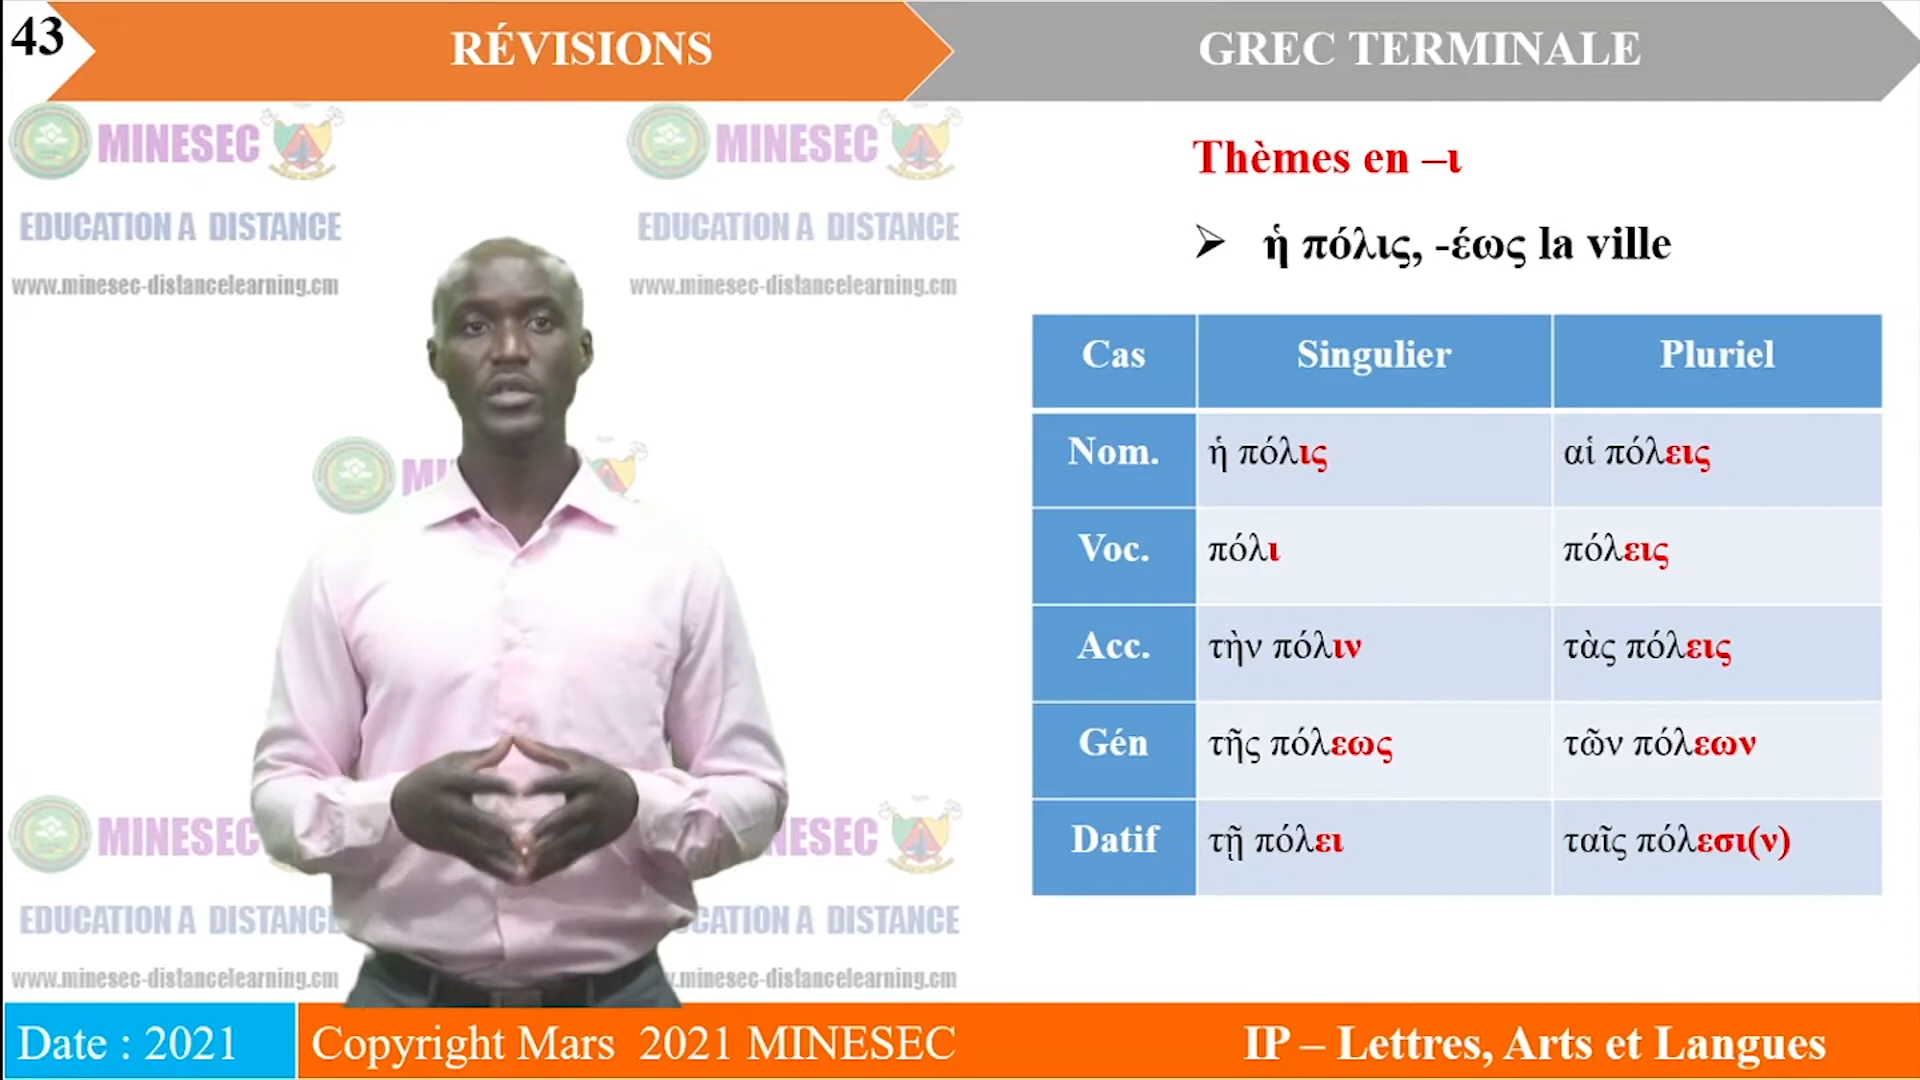 43
RÉVISIONS
GREC TERMINALE
MINESEC
MINESEC
EDUCATION A DISTANCE
EDUCATION A DISTANCE
www.minesec-distancelearning.cm
www.minesec-distancelearning.cm
Thèmes en –ι
➢ ἡ πόλις, -έως la ville
Cas Singulier Pluriel
Nom. ἡ πόλις αἱ πόλεις
Voc. πόλι πόλεις
Acc. τὴν πόλιν τὰς πόλεις
Gén τῆς πόλεως τῶν πόλεων
Datif τῇ πόλει ταῖς πόλεσι(ν)
MI
MINESEC
NESEC
EDUCATION A DISTANCE
CATION A DISTANCE
www.minesec-distancelearning.cm
.minesec-distancelearning.cm
Date : 2021
Copyright Mars 2021 MINESEC
IP – Lettres, Arts et Langues